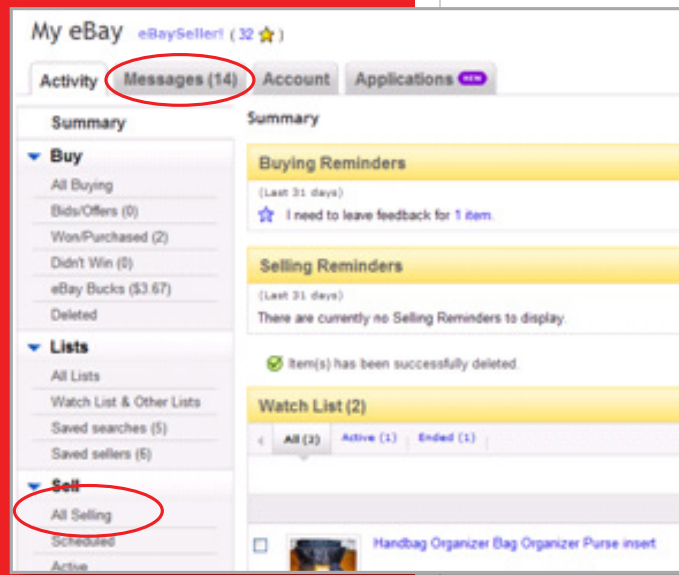 My eBay eBaySeller! ( 32 )
Activity Messages (14) Account Applications NEW
Summary
Buy
All Buying
Bids/Offers (0)
Won/Purchased (2)
Didn't Win (0)
eBay Bucks ($3.67)
Deleted
Lists
All Lists
Watch List & Other Lists
Saved searches (5)
Saved sellers (6)
Sell
All Selling
Scheduled
Active
Summary
Buying Reminders
(Last 31 days)
I need to leave feedback for 1 item.
Selling Reminders
(Last 31 days)
There are currently no Selling Reminders to display.
Item(s) has been successfully deleted.
Watch List (2)
All (2) Active (1) Ended (1)
Handbag Organizer Bag Organizer Purse insert